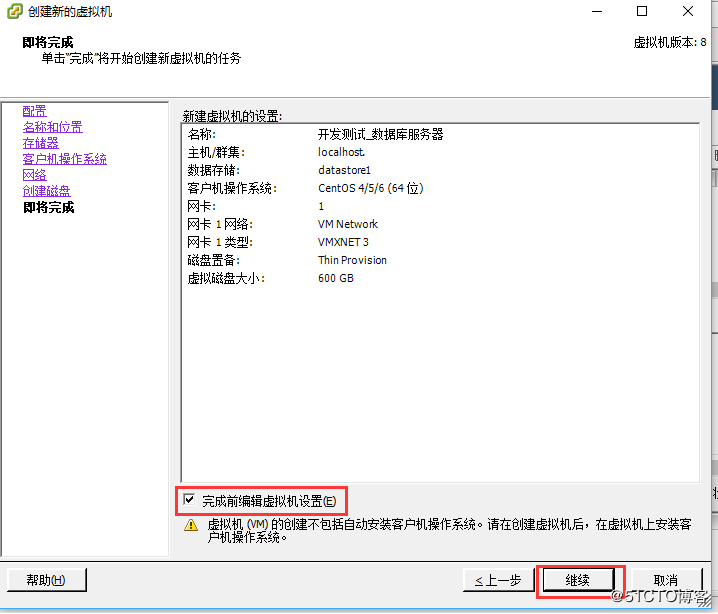 创建新的虚拟机
即将完成
单击"完成"将开始创建新虚拟机的任务
虚拟机版本: 8
配置
名称和位置
存储器
客户机操作系统
网络
创建磁盘
即将完成
新建虚拟机的设置:
名称: 开发测试_数据库服务器
主机/群集: localhost.
数据存储: datastore1
客户机操作系统: CentOS 4/5/6 (64 位)
网卡: 1
网卡 1 网络: VM Network
网卡 1 类型: VMXNET 3
磁盘置备: Thin Provision
虚拟磁盘大小: 600 GB
完成前编辑虚拟机设置(E)
虚拟机 (VM) 的创建不包括自动安装客户机操作系统。请在创建虚拟机后，在虚拟机上安装客
户机操作系统。
帮助(H)
≤上一步
继续
取消
@51CTO博客